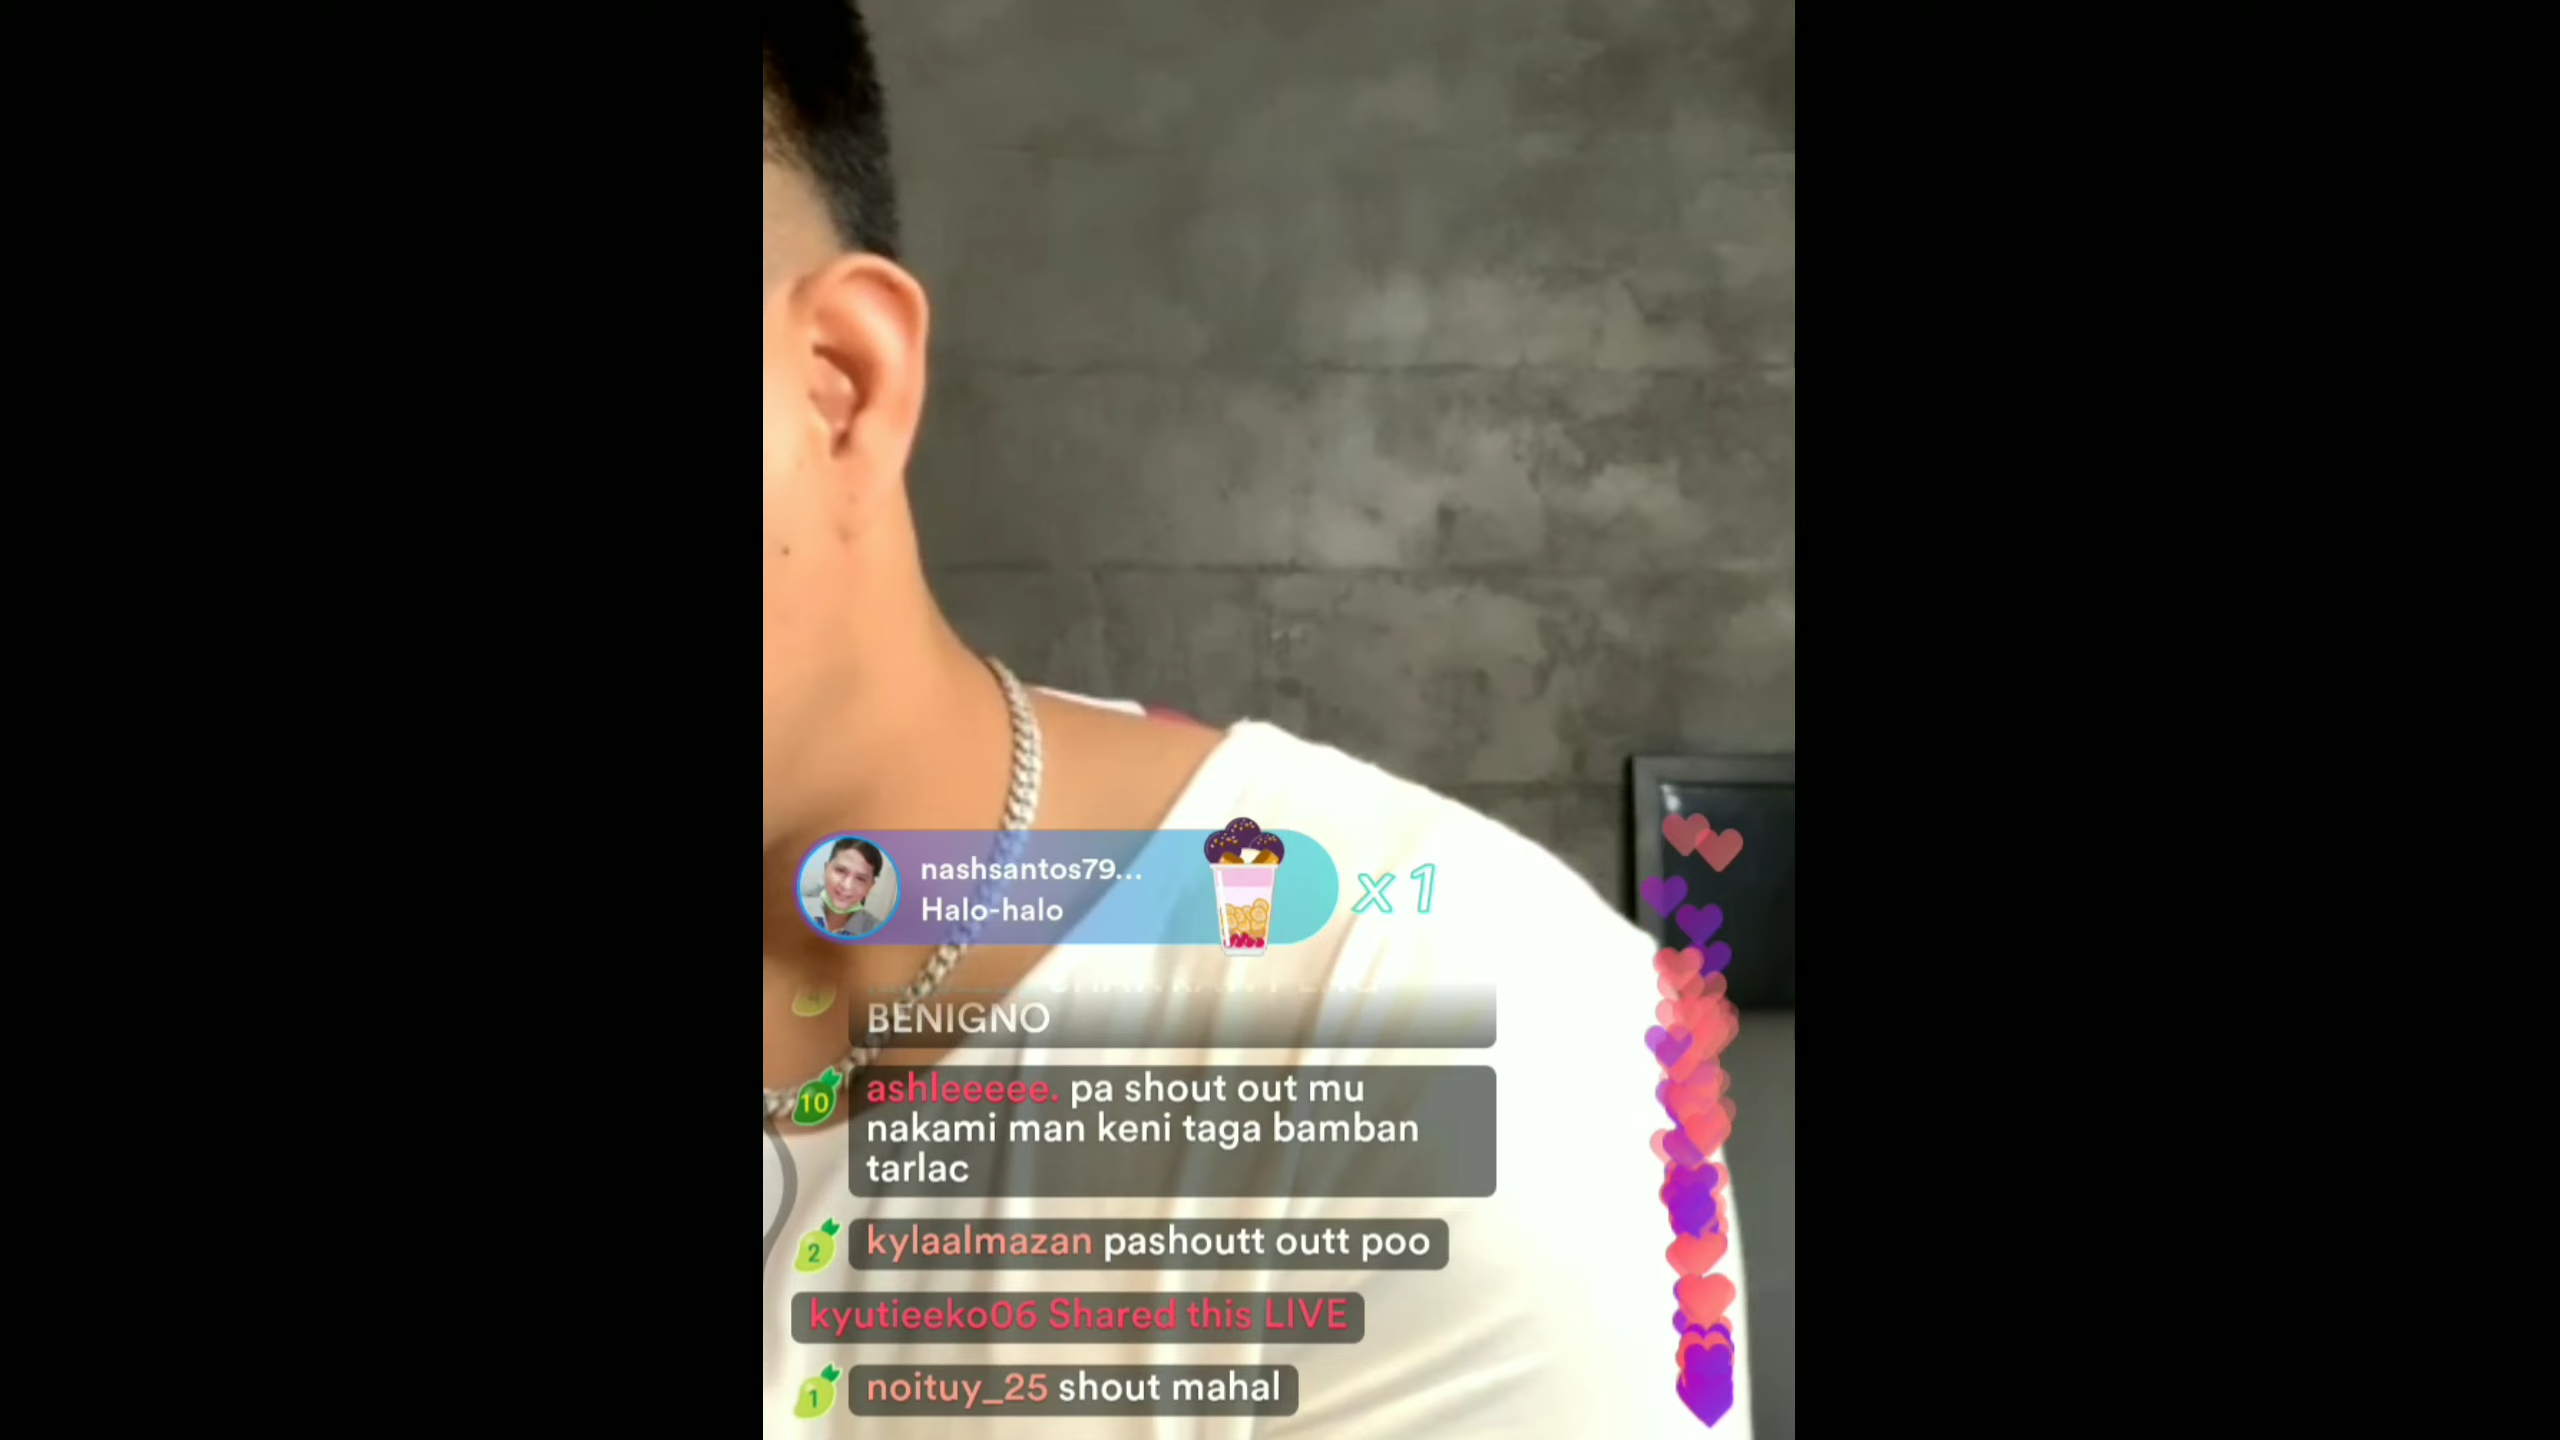 nashsantos79...
Halo-halo
x 1
BENIGNO
10
ashleeeee. pa shout out mu
nakami man keni taga bamban
tarlac
2
kylaalmazan pashoutt outt poo
kyutieeko06 Shared this LIVE
1
noituy_25 shout mahal